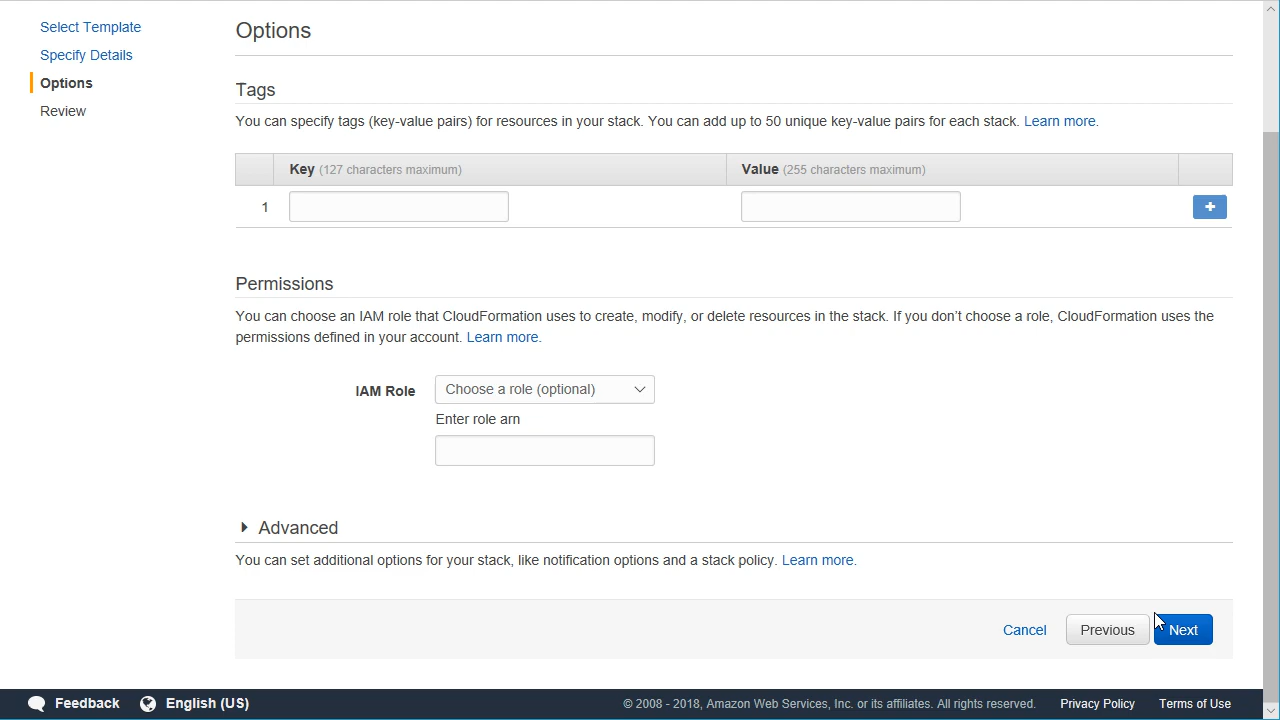 Select Template
Specify Details
Options
Review
Options
Tags
You can specify tags (key-value pairs) for resources in your stack. You can add up to 50 unique key-value pairs for each stack. Learn more.
Key (127 characters maximum) Value (255 characters maximum)
1 +
Permissions
You can choose an IAM role that CloudFormation uses to create, modify, or delete resources in the stack. If you don't choose a role, CloudFormation uses the
permissions defined in your account. Learn more.
IAM Role Choose a role (optional)
Enter role arn
Advanced
You can set additional options for your stack, like notification options and a stack policy. Learn more.
Cancel Previous Next
Feedback English (US) © 2008 - 2018, Amazon Web Services, Inc. or its affiliates. All rights reserved. Privacy Policy Terms of Use